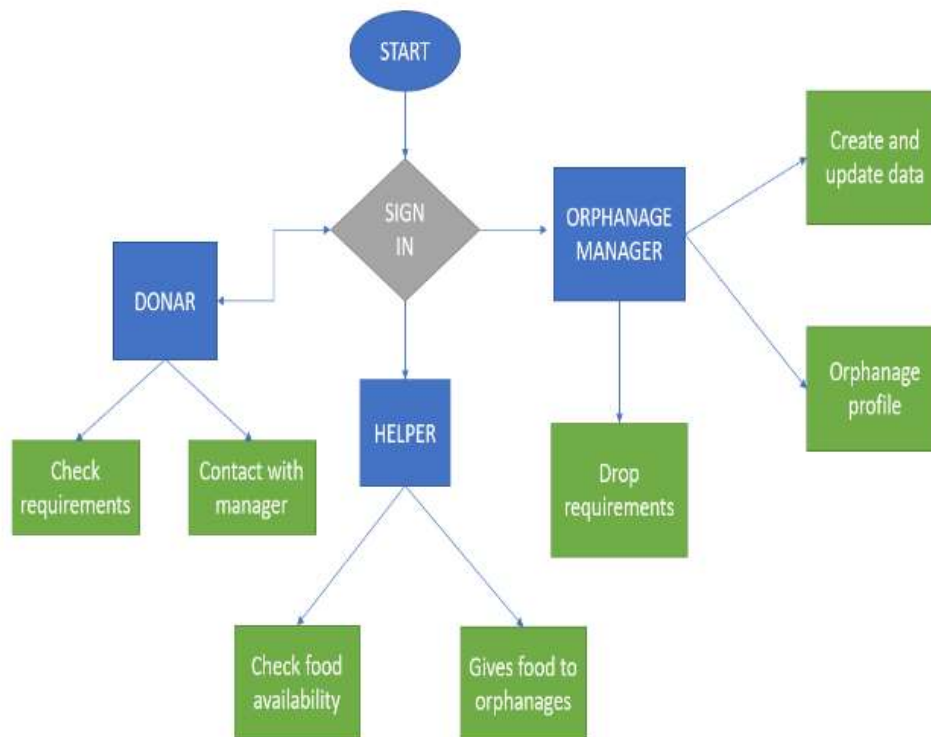 START
SIGN
IN
ORPHANAGE
MANAGER
Create and
update data
DONAR
Orphanage
profile
HELPER
Check
requirements
Contact with
manager
Drop
requirements
Check food
availability
Gives food to
orphanages